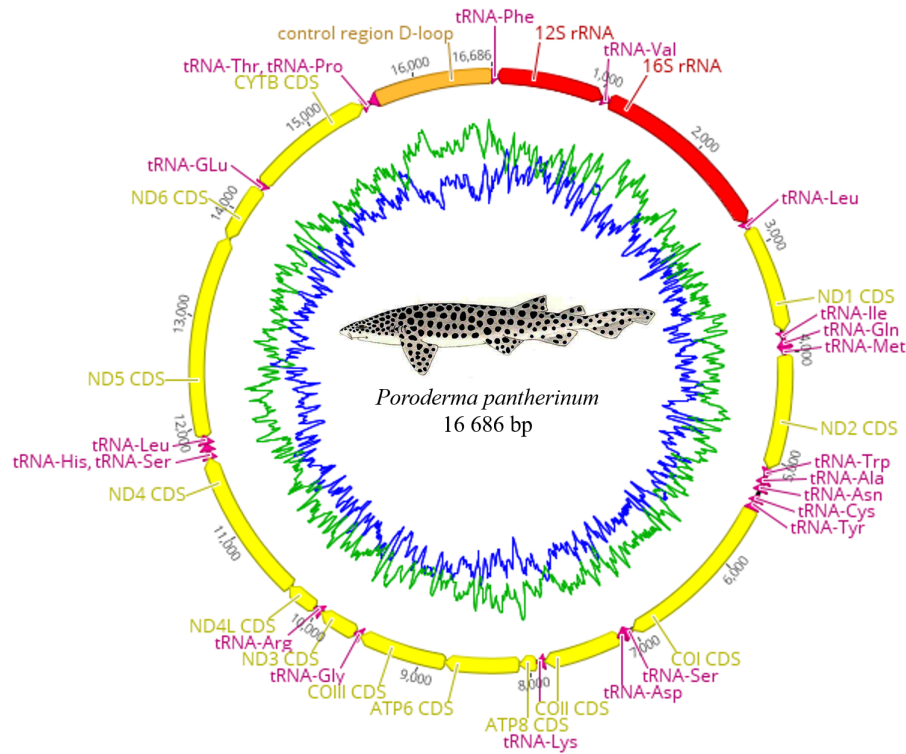 tRNA-Phe
control region D-loop
16,686
12S rRNA
tRNA-Val
16S rRNA
1,000
2,000
tRNA-Leu
3,000
ND1 CDS
tRNA-Ile
tRNA-Gln
tRNA-Met
4,000
ND2 CDS
5,000
tRNA-Trp
tRNA-Ala
tRNA-Asn
tRNA-Cys
tRNA-Tyr
6,000
COI CDS
7,000
tRNA-Ser
tRNA-Asp
COII CDS
8,000
tRNA-Lys
ATP8 CDS
ATP6 CDS
9,000
COIII CDS
tRNA-Gly
ND3 CDS
10,000
tRNA-Arg
ND4L CDS
11,000
ND4 CDS
tRNA-His, tRNA-Ser
tRNA-Leu
12,000
ND5 CDS
13,000
ND6 CDS
14,000
tRNA-GLu
15,000
CYTB CDS
tRNA-Thr, tRNA-Pro
16,000
Poroderma pantherinum
16 686 bp